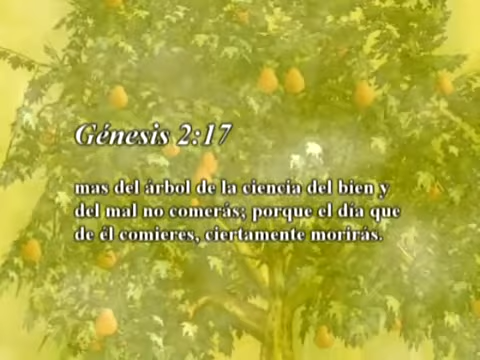 Génesis 2:17
mas del árbol de la ciencia del bien y
del mal no comerás; porque el día que
de él comieres, ciertamente morirás.